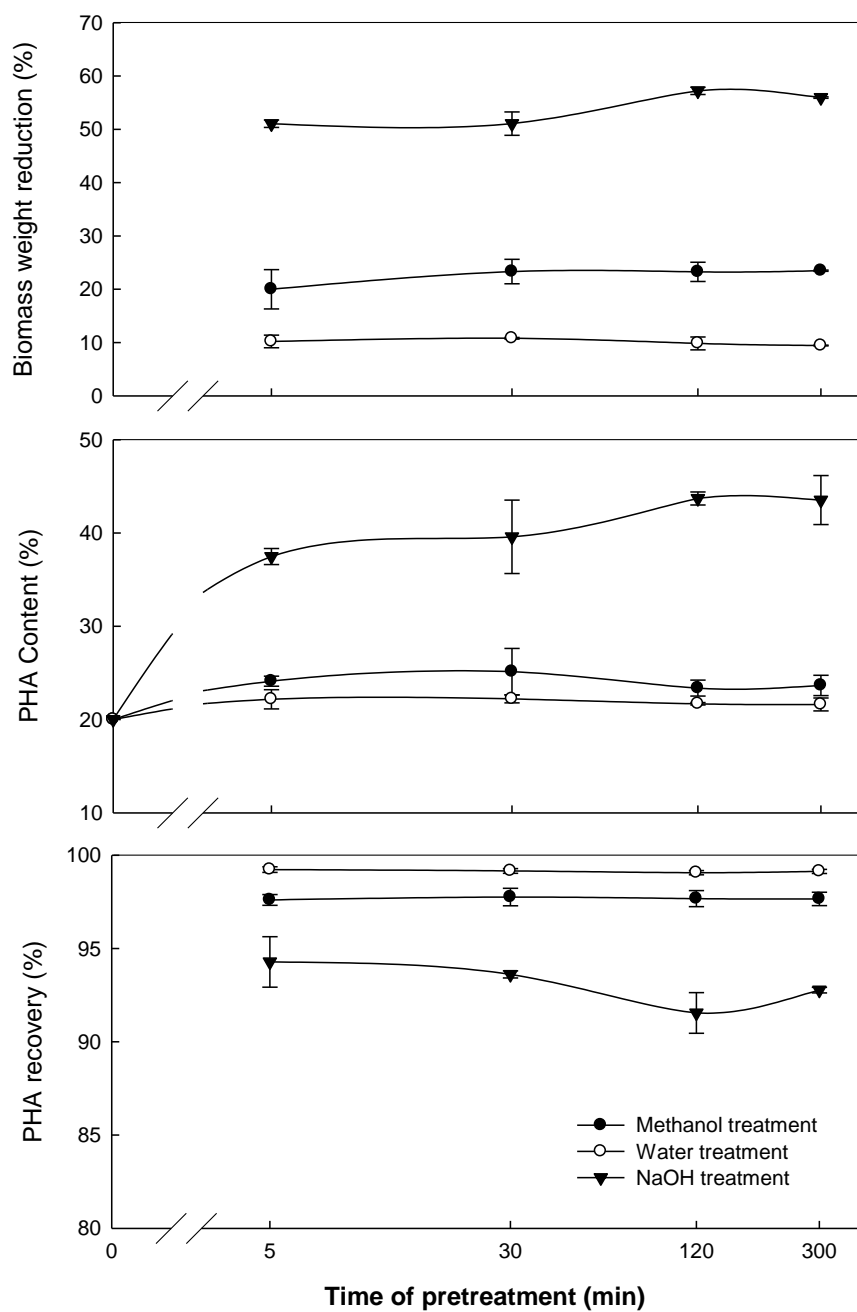 70
60
50
40
30
20
10
0
Biomass weight reduction (%)
50
40
30
20
10
PHA Content (%)
100
95
90
85
80
PHA recovery (%)
Methanol treatment
Water treatment
NaOH treatment
0 5 30 120 300
Time of pretreatment (min)